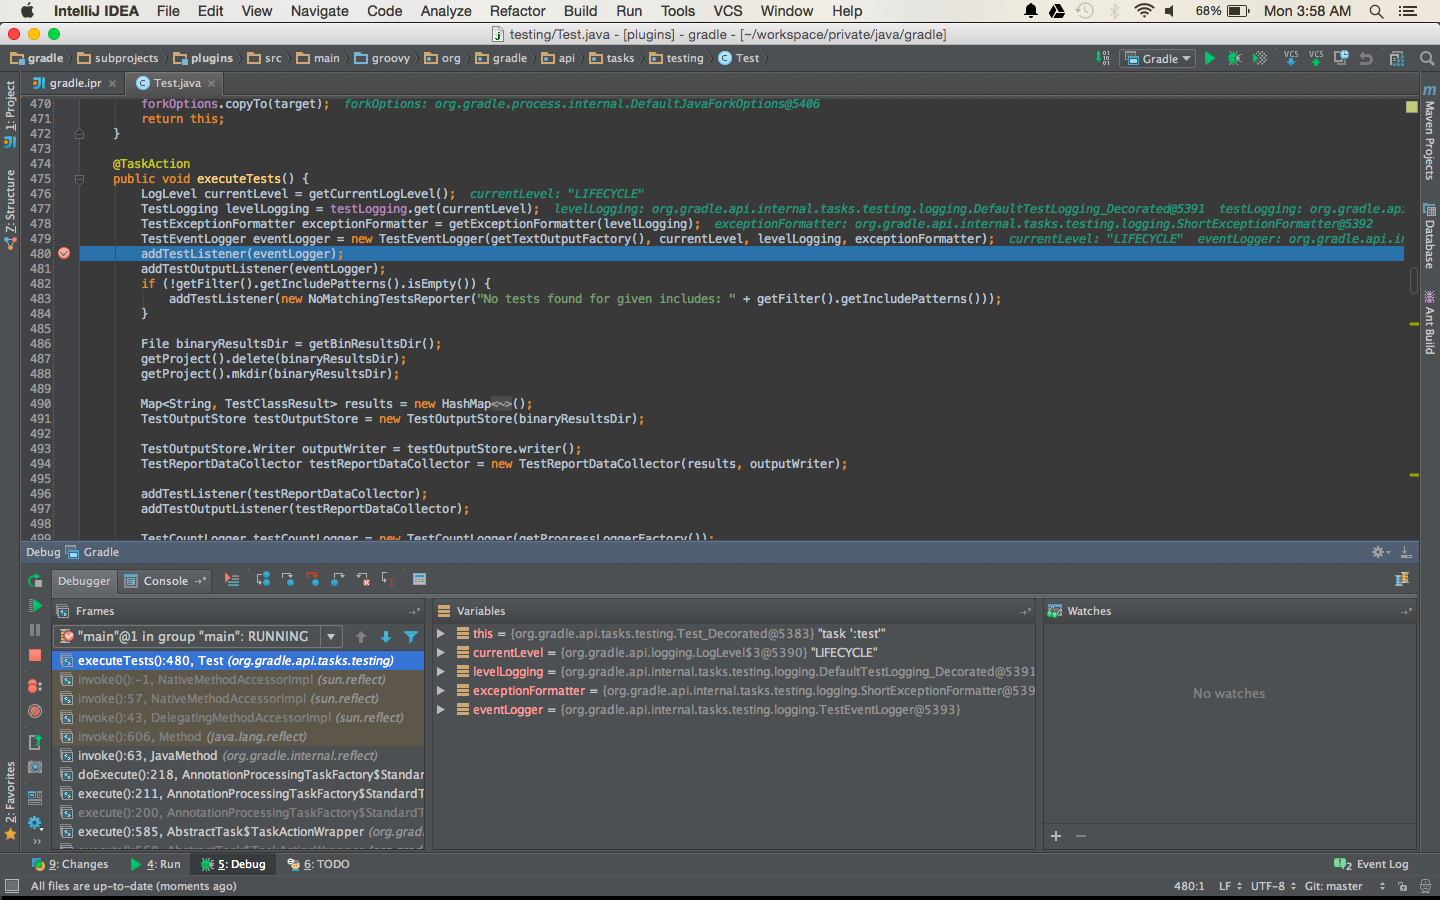 IntelliJ IDEA File Edit View Navigate Code Analyze Refactor Build Run Tools VCS Window Help 68% Mon 3:58 AM
testing/Test.java - [plugins] - gradle - [~/workspace/private/java/gradle]
gradle subprojects plugins src main groovy org gradle api tasks testing Test Gradle VCS VCS
gradle.ipr Test.java
1: Project
Z: Structure
2: Favorites
470 forkOptions.copyTo(target); forkOptions: org.gradle.process.internal.DefaultJavaForkOptions@5406
471 return this;
472 }
473
474 @TaskAction
475 public void executeTests() {
476 LogLevel currentLevel = getCurrentLogLevel(); currentLevel: "LIFECYCLE"
477 TestLogging levelLogging = testLogging.get(currentLevel); levelLogging: org.gradle.api.internal.tasks.testing.logging.DefaultTestLogging_Decorated@5391 testLogging: org.gradle.ap
478 TestExceptionFormatter exceptionFormatter = getExceptionFormatter(levelLogging); exceptionFormatter: org.gradle.api.internal.tasks.testing.logging.ShortExceptionFormatter@5392
479 TestEventLogger eventLogger = new TestEventLogger(getTextOutputFactory(), currentLevel, levelLogging, exceptionFormatter); currentLevel: "LIFECYCLE" eventLogger: org.gradle.api.i
480 addTestListener(eventLogger);
481 addTestOutputListener(eventLogger);
482 if (!getFilter().getIncludePatterns().isEmpty()) {
483 addTestListener(new NoMatchingTestsReporter("No tests found for given includes: " + getFilter().getIncludePatterns()));
484 }
485
486 File binaryResultsDir = getBinResultsDir();
487 getProject().delete(binaryResultsDir);
488 getProject().mkdir(binaryResultsDir);
489
490 Map<String, TestClassResult> results = new HashMap<~>();
491 TestOutputStore testOutputStore = new TestOutputStore(binaryResultsDir);
492
493 TestOutputStore.Writer outputWriter = testOutputStore.writer();
494 TestReportDataCollector testReportDataCollector = new TestReportDataCollector(results, outputWriter);
495
496 addTestListener(testReportDataCollector);
497 addTestOutputListener(testReportDataCollector);
498
499 TestCountLogger testCountLogger = new TestCountLogger(getProgressLoggerFactory());
Maven Projects
Database
Ant Build
Debug Gradle
Debugger Console
Frames
"main"@1 in group "main": RUNNING
executeTests():480, Test (org.gradle.api.tasks.testing)
invoke0():-1, NativeMethodAccessorImpl (sun.reflect)
invoke():57, NativeMethodAccessorImpl (sun.reflect)
invoke():43, DelegatingMethodAccessorImpl (sun.reflect)
invoke():606, Method (java.lang.reflect)
invoke():63, JavaMethod (org.gradle.internal.reflect)
doExecute():218, AnnotationProcessingTaskFactory$Standar
execute():211, AnnotationProcessingTaskFactory$StandardT
execute():200, AnnotationProcessingTaskFactory$StandardT
execute():585, AbstractTask$TaskActionWrapper (org.grad
execute():568, AbstractTask$TaskActionWrapper (org.grad
Variables
this = {org.gradle.api.tasks.testing.Test_Decorated@5383} "task ':test'"
currentLevel = {org.gradle.api.logging.LogLevel$3@5390} "LIFECYCLE"
levelLogging = {org.gradle.api.internal.tasks.testing.logging.DefaultTestLogging_Decorated@5391
exceptionFormatter = {org.gradle.api.internal.tasks.testing.logging.ShortExceptionFormatter@539
eventLogger = {org.gradle.api.internal.tasks.testing.logging.TestEventLogger@5393}
Watches
No watches
9: Changes 4: Run 5: Debug 6: TODO 2 Event Log
All files are up-to-date (moments ago) 480:1 LF UTF-8 Git: master